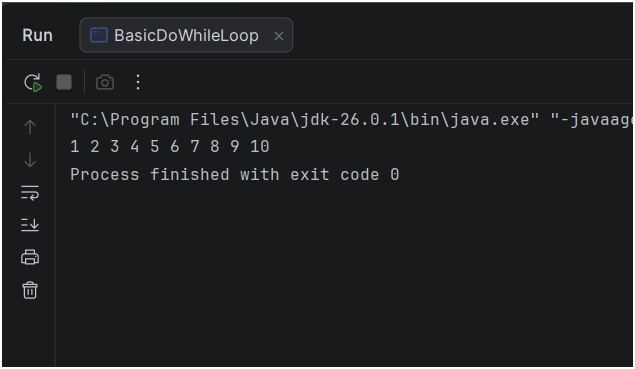 Run BasicDoWhileLoop
"C:\Program Files\Java\jdk-26.0.1\bin\java.exe" "-javaage
1 2 3 4 5 6 7 8 9 10
Process finished with exit code 0